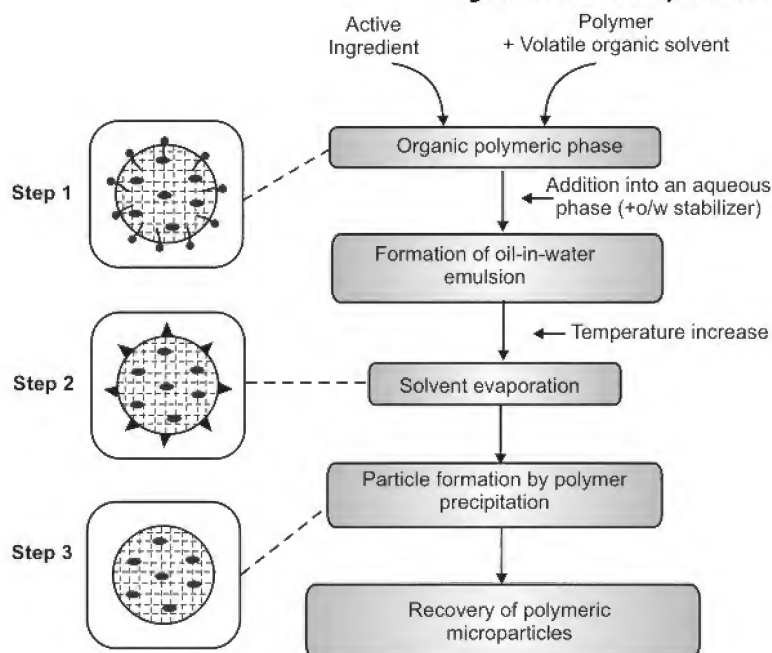 Active
Ingredient
Polymer
+ Volatile organic solvent
Organic polymeric phase
Step 1
Addition into an aqueous
phase (+o/w stabilizer)
Formation of oil-in-water
emulsion
Temperature increase
Step 2
Solvent evaporation
Particle formation by polymer
precipitation
Step 3
Recovery of polymeric
microparticles